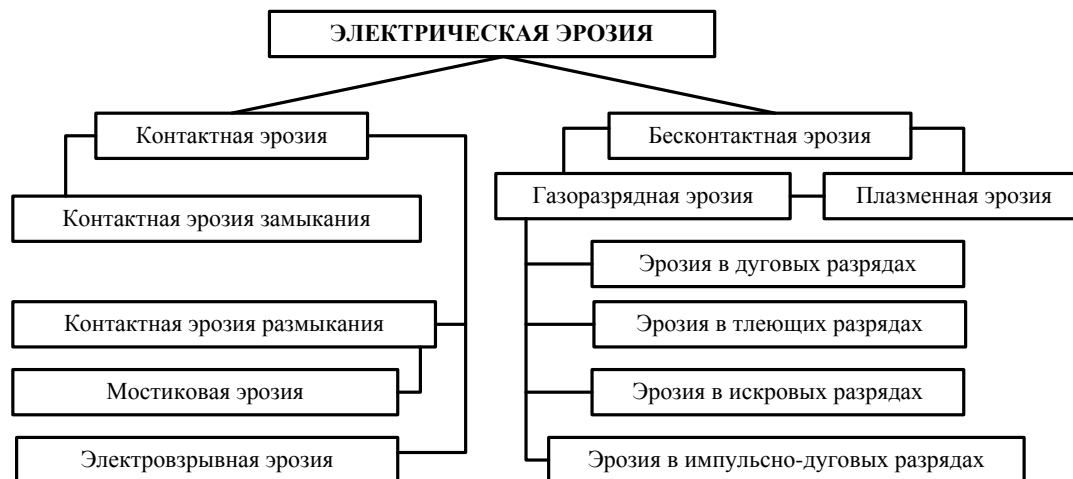 ЭЛЕКТРИЧЕСКАЯ ЭРОЗИЯ
Контактная эрозия
Бесконтактная эрозия
Контактная эрозия замыкания
Газоразрядная эрозия
Плазменная эрозия
Эрозия в дуговых разрядах
Контактная эрозия размыкания
Эрозия в тлеющих разрядах
Мостиковая эрозия
Эрозия в искровых разрядах
Электровзрывная эрозия
Эрозия в импульсно-дуговых разрядах